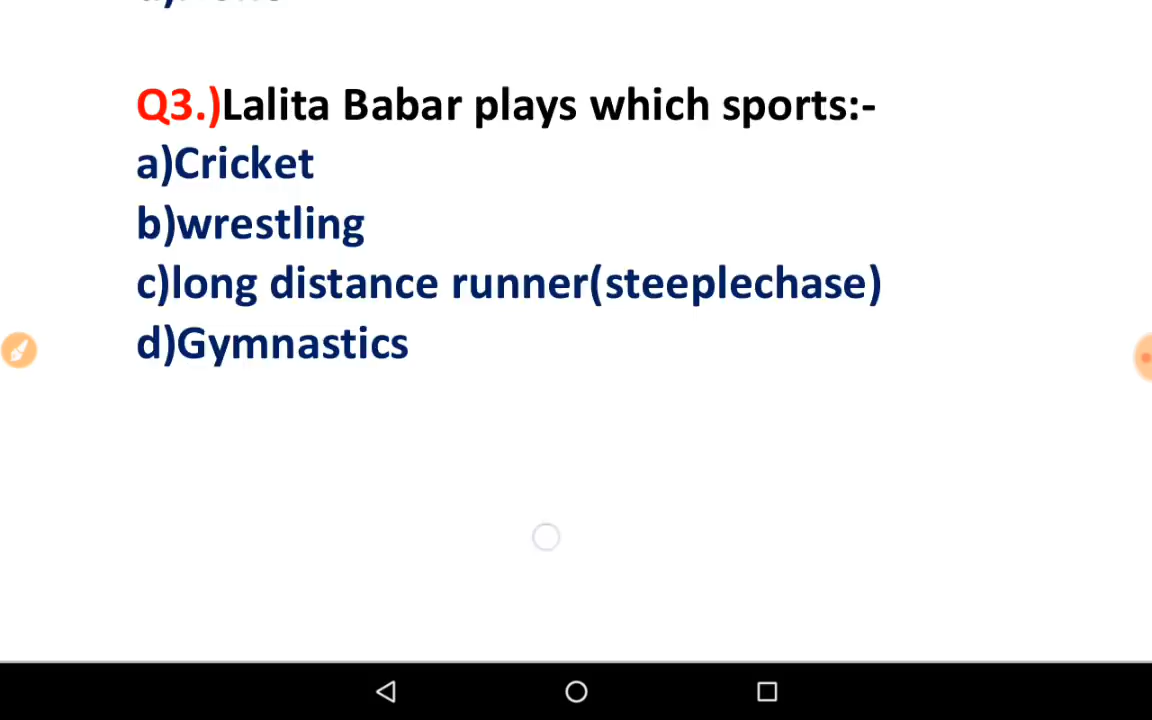 Q3.)Lalita Babar plays which sports:-
a)Cricket
b)wrestling
c)long distance runner(steeplechase)
d)Gymnastics